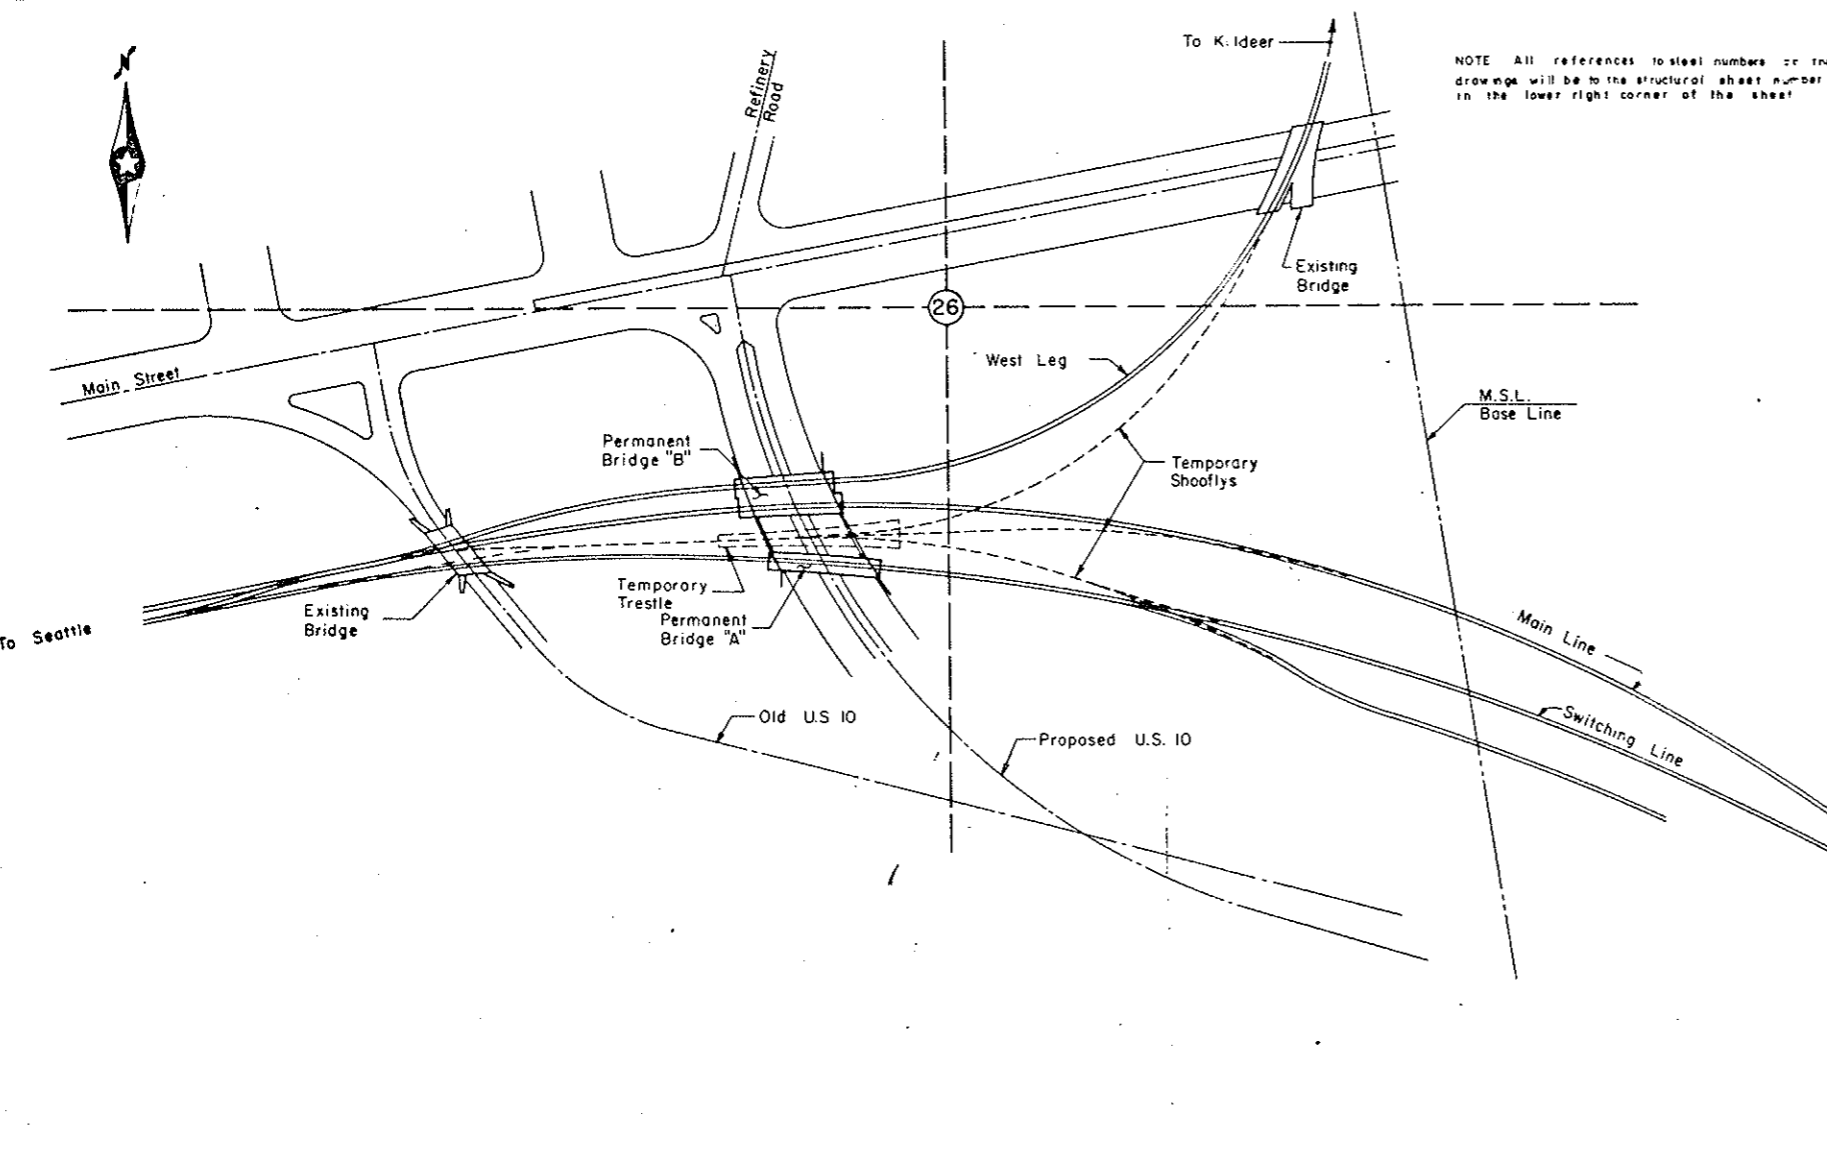 N
Refinery
Road
To K.ldeer
NOTE All references to steel numbers
drawings will be to the structural sheet number
in the lower right corner of the sheet
Existing
Bridge
26
West Leg
Main Street
M.S.L.
Base Line
Permanent
Bridge "B"
Temporary
Shooflys
Temporary
Trestle
Permanent
Bridge "A"
Existing
Bridge
To Seattle
Main Line
Old U.S 10
Proposed U.S. 10
Switching Line